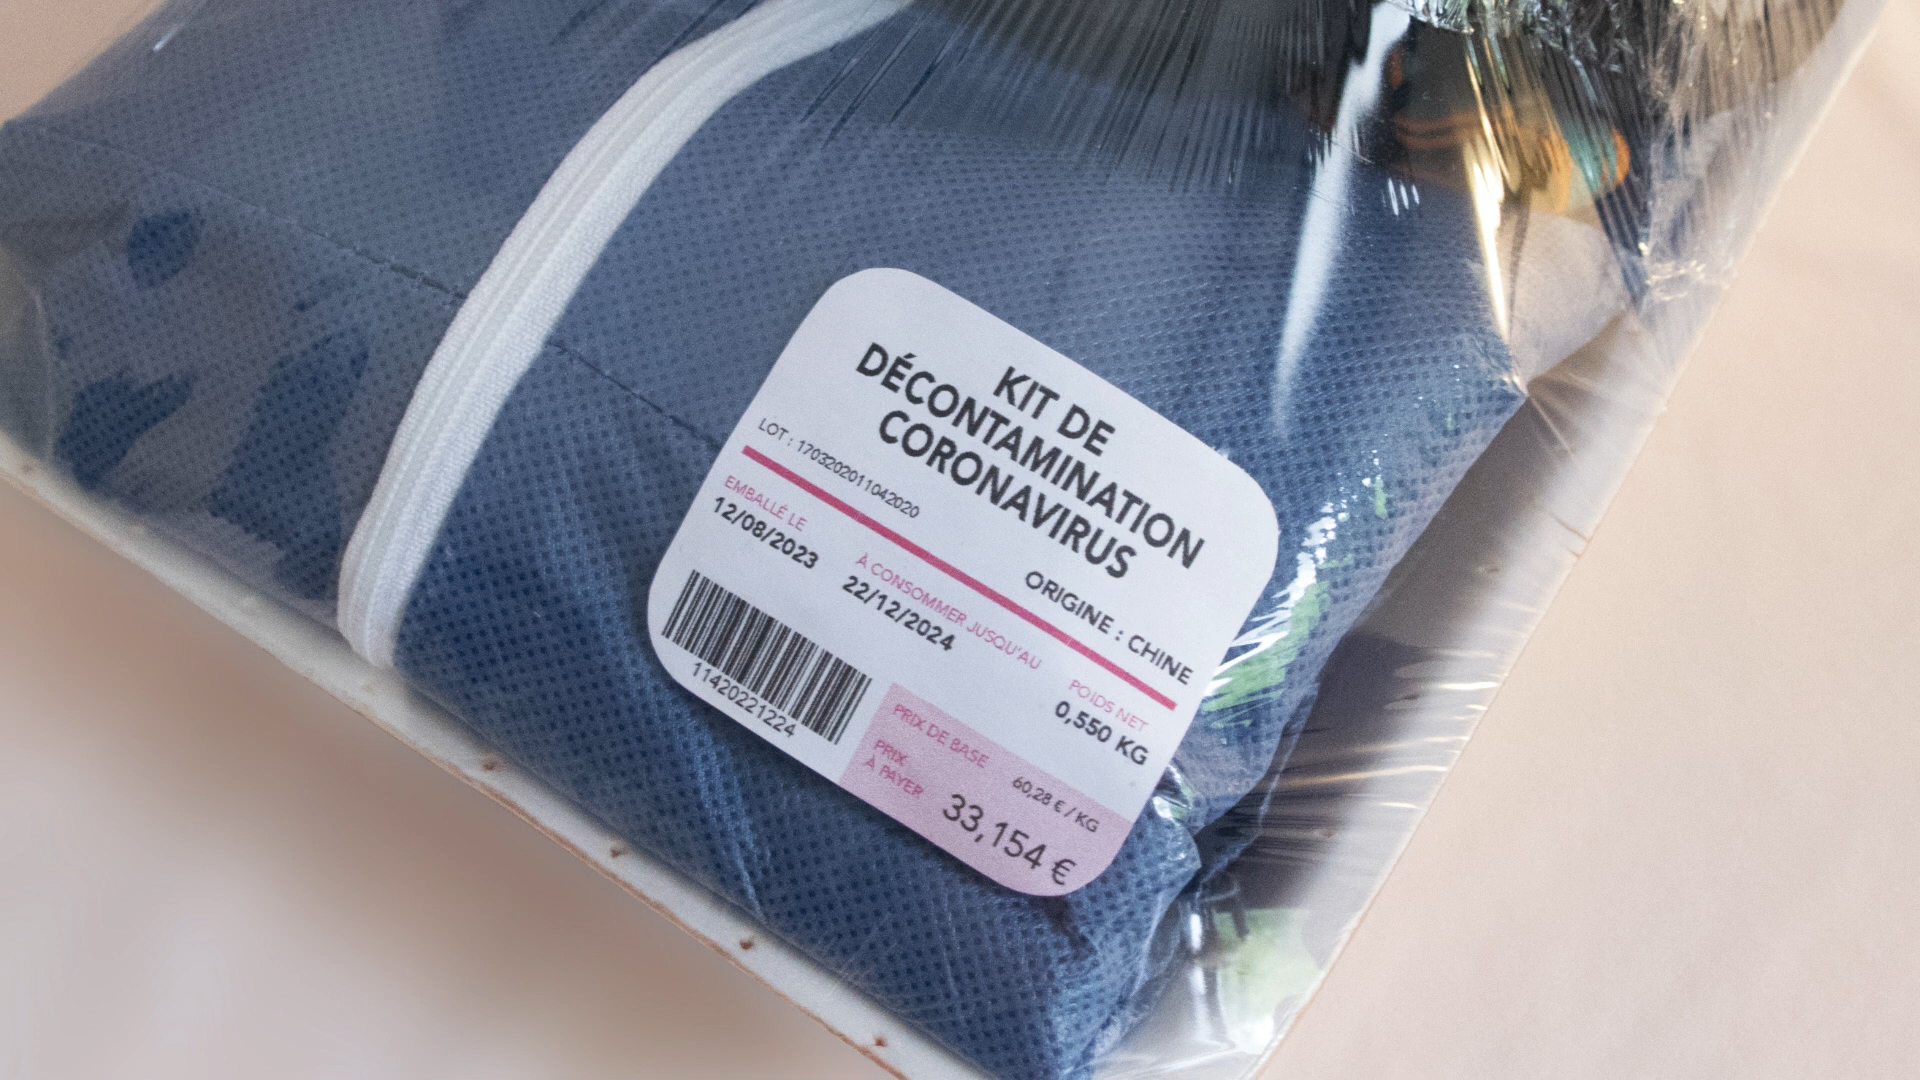 KIT DE
DÉCONTAMINATION
CORONAVIRUS
LOT : 1703202011042020
ORIGINE : CHINE
EMBALLÉ LE
12/08/2023
À CONSOMMER JUSQU'AU
22/12/2024
POIDS NET
0,550 KG
11420221224
PRIX DE BASE
60,28 € / KG
PRIX
À PAYER
33,154 €